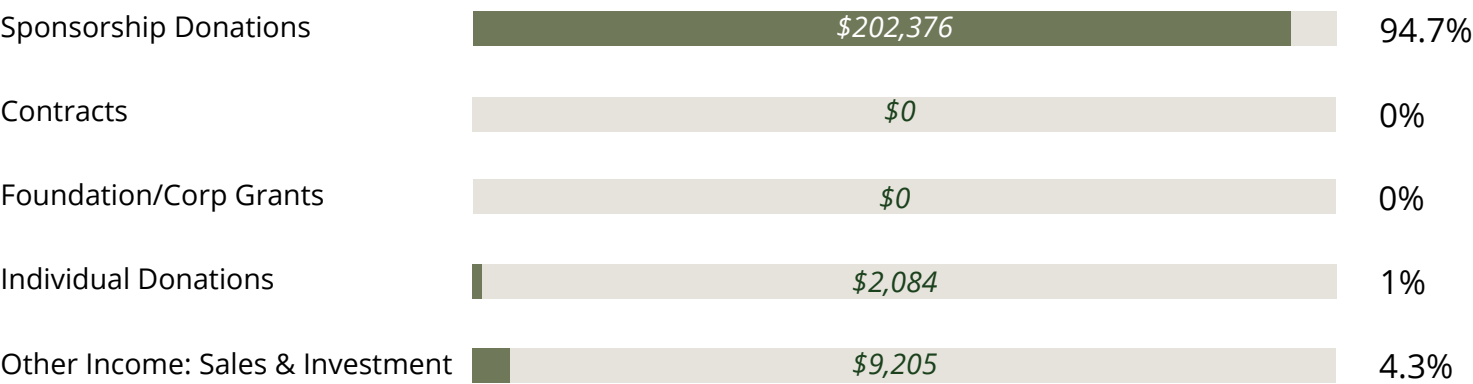 Sponsorship Donations $202,376 94.7%
Contracts $0 0%
Foundation/Corp Grants $0 0%
Individual Donations $2,084 1%
Other Income: Sales & Investment $9,205 4.3%